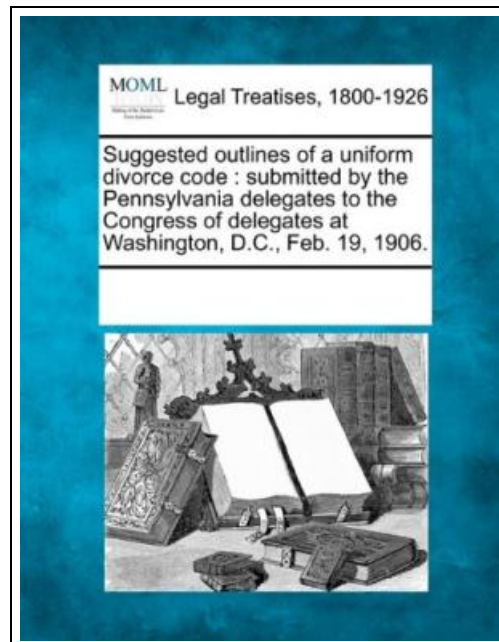 MOML
Legal Treatises, 1800-1926
Suggested outlines of a uniform
divorce code : submitted by the
Pennsylvania delegates to the
Congress of delegates at
Washington, D.C., Feb. 19, 1906.